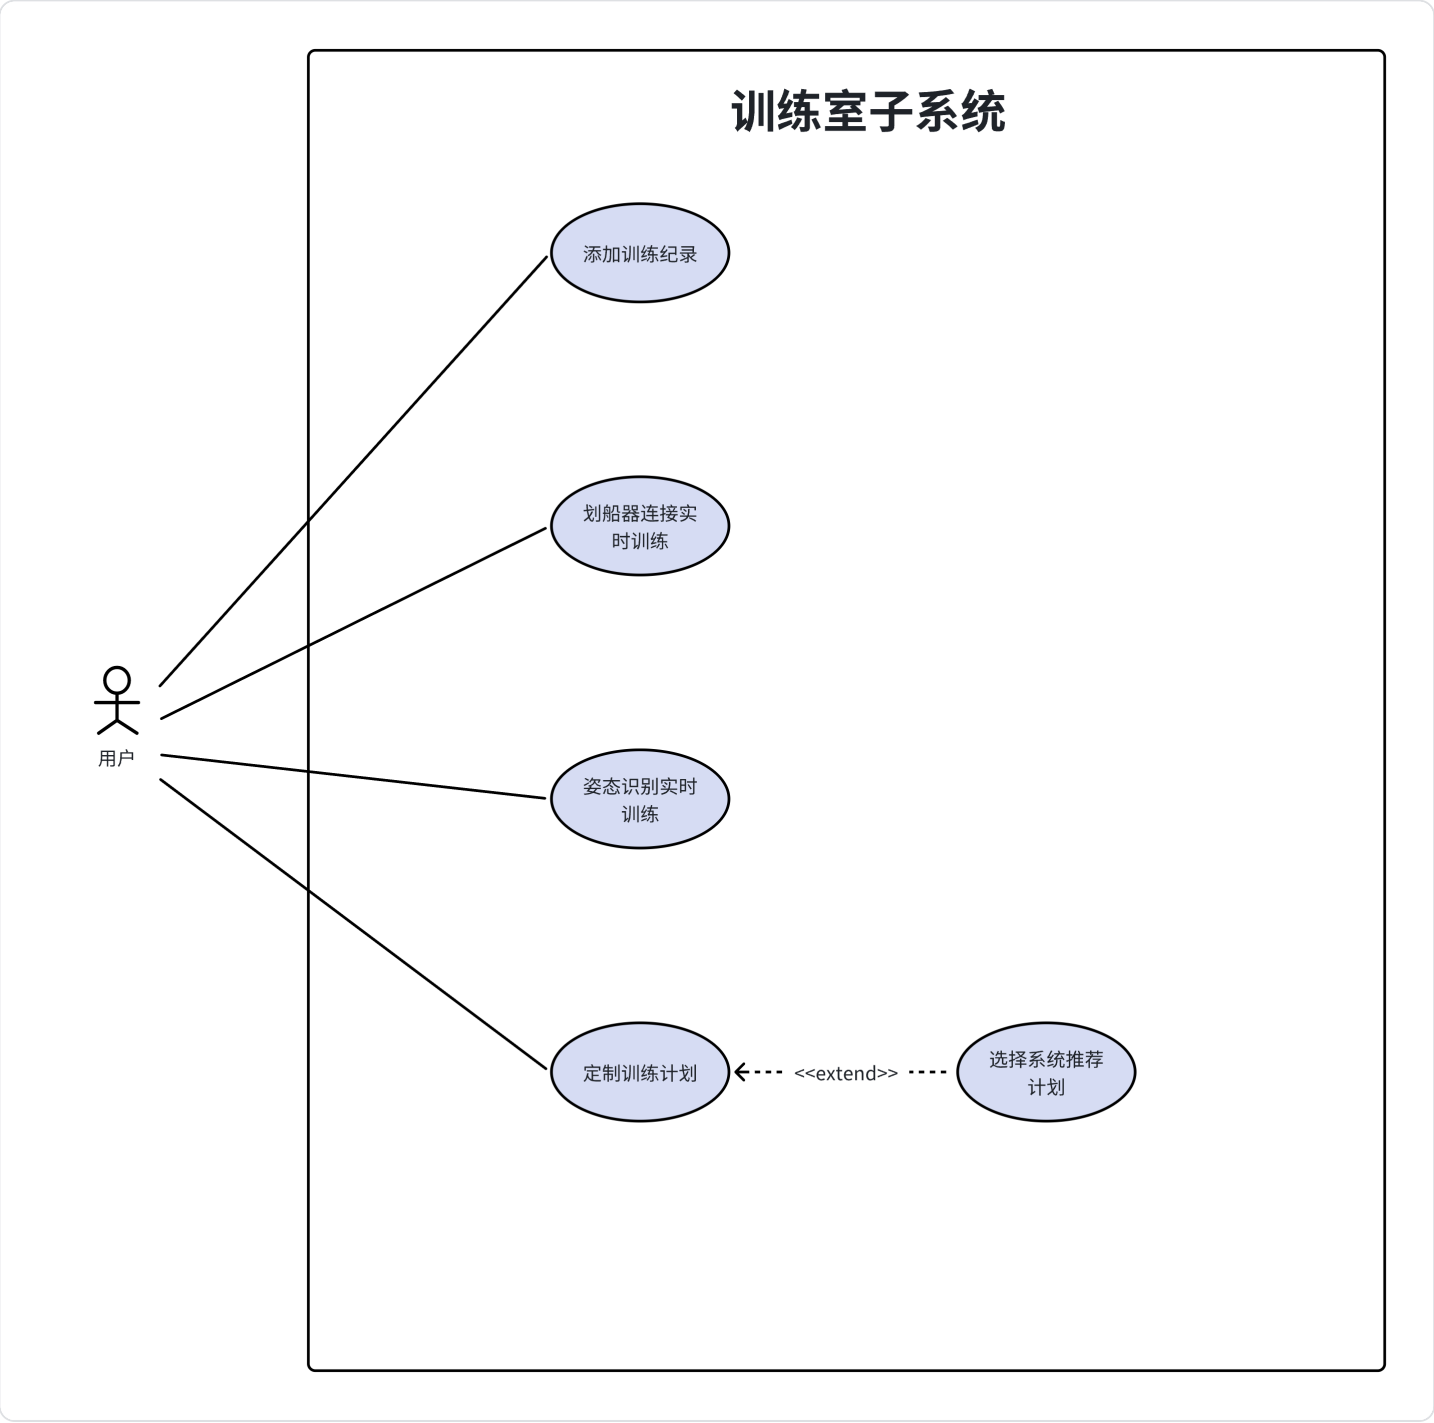 训练室子系统
添加训练纪录
划船器连接实
时训练
用户
姿态识别实时
训练
定制训练计划
<<extend>>
选择系统推荐
计划